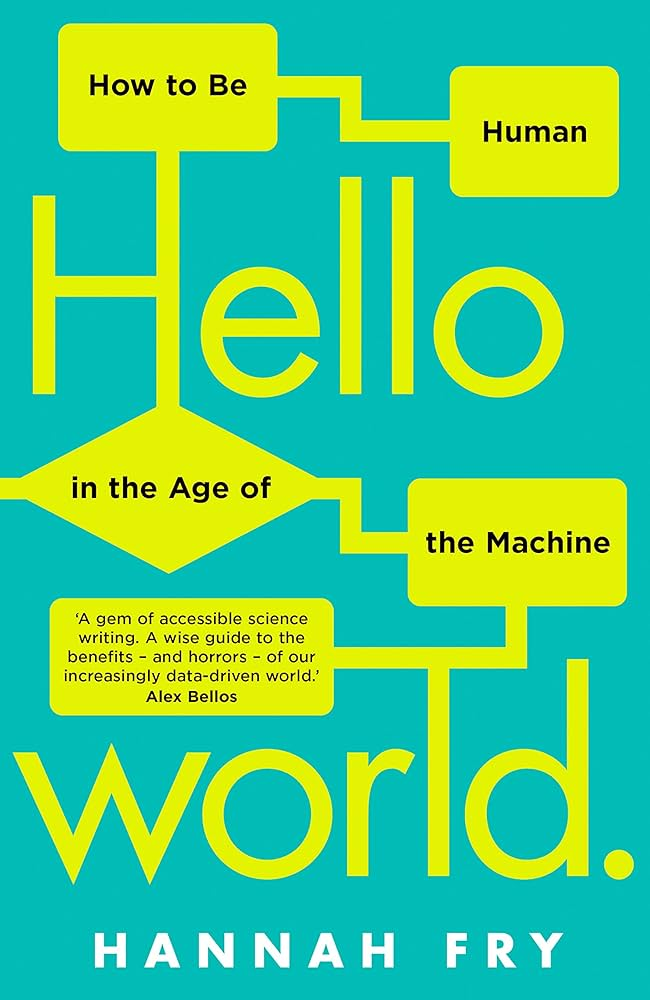 How to Be
Human
Hello
in the Age of
the Machine
‘A gem of accessible science
writing. A wise guide to the
benefits – and horrors – of our
increasingly data-driven world.’
Alex Bellos
world.
HANNAH FRY